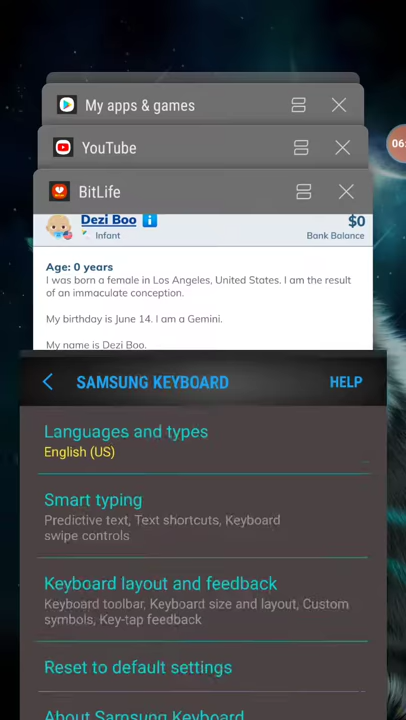 My apps & games
06:
YouTube
BitLife
Dezi Boo
$0
Infant
Bank Balance
Age: 0 years
I was born a female in Los Angeles, United States. I am the result
of an immaculate conception.
My birthday is June 14. I am a Gemini.
My name is Dezi Boo.
SAMSUNG KEYBOARD
HELP
Languages and types
English (US)
Smart typing
Predictive text, Text shortcuts, Keyboard
swipe controls
Keyboard layout and feedback
Keyboard toolbar, Keyboard size and layout, Custom
symbols, Key-tap feedback
Reset to default settings
About Samsung Keyboard